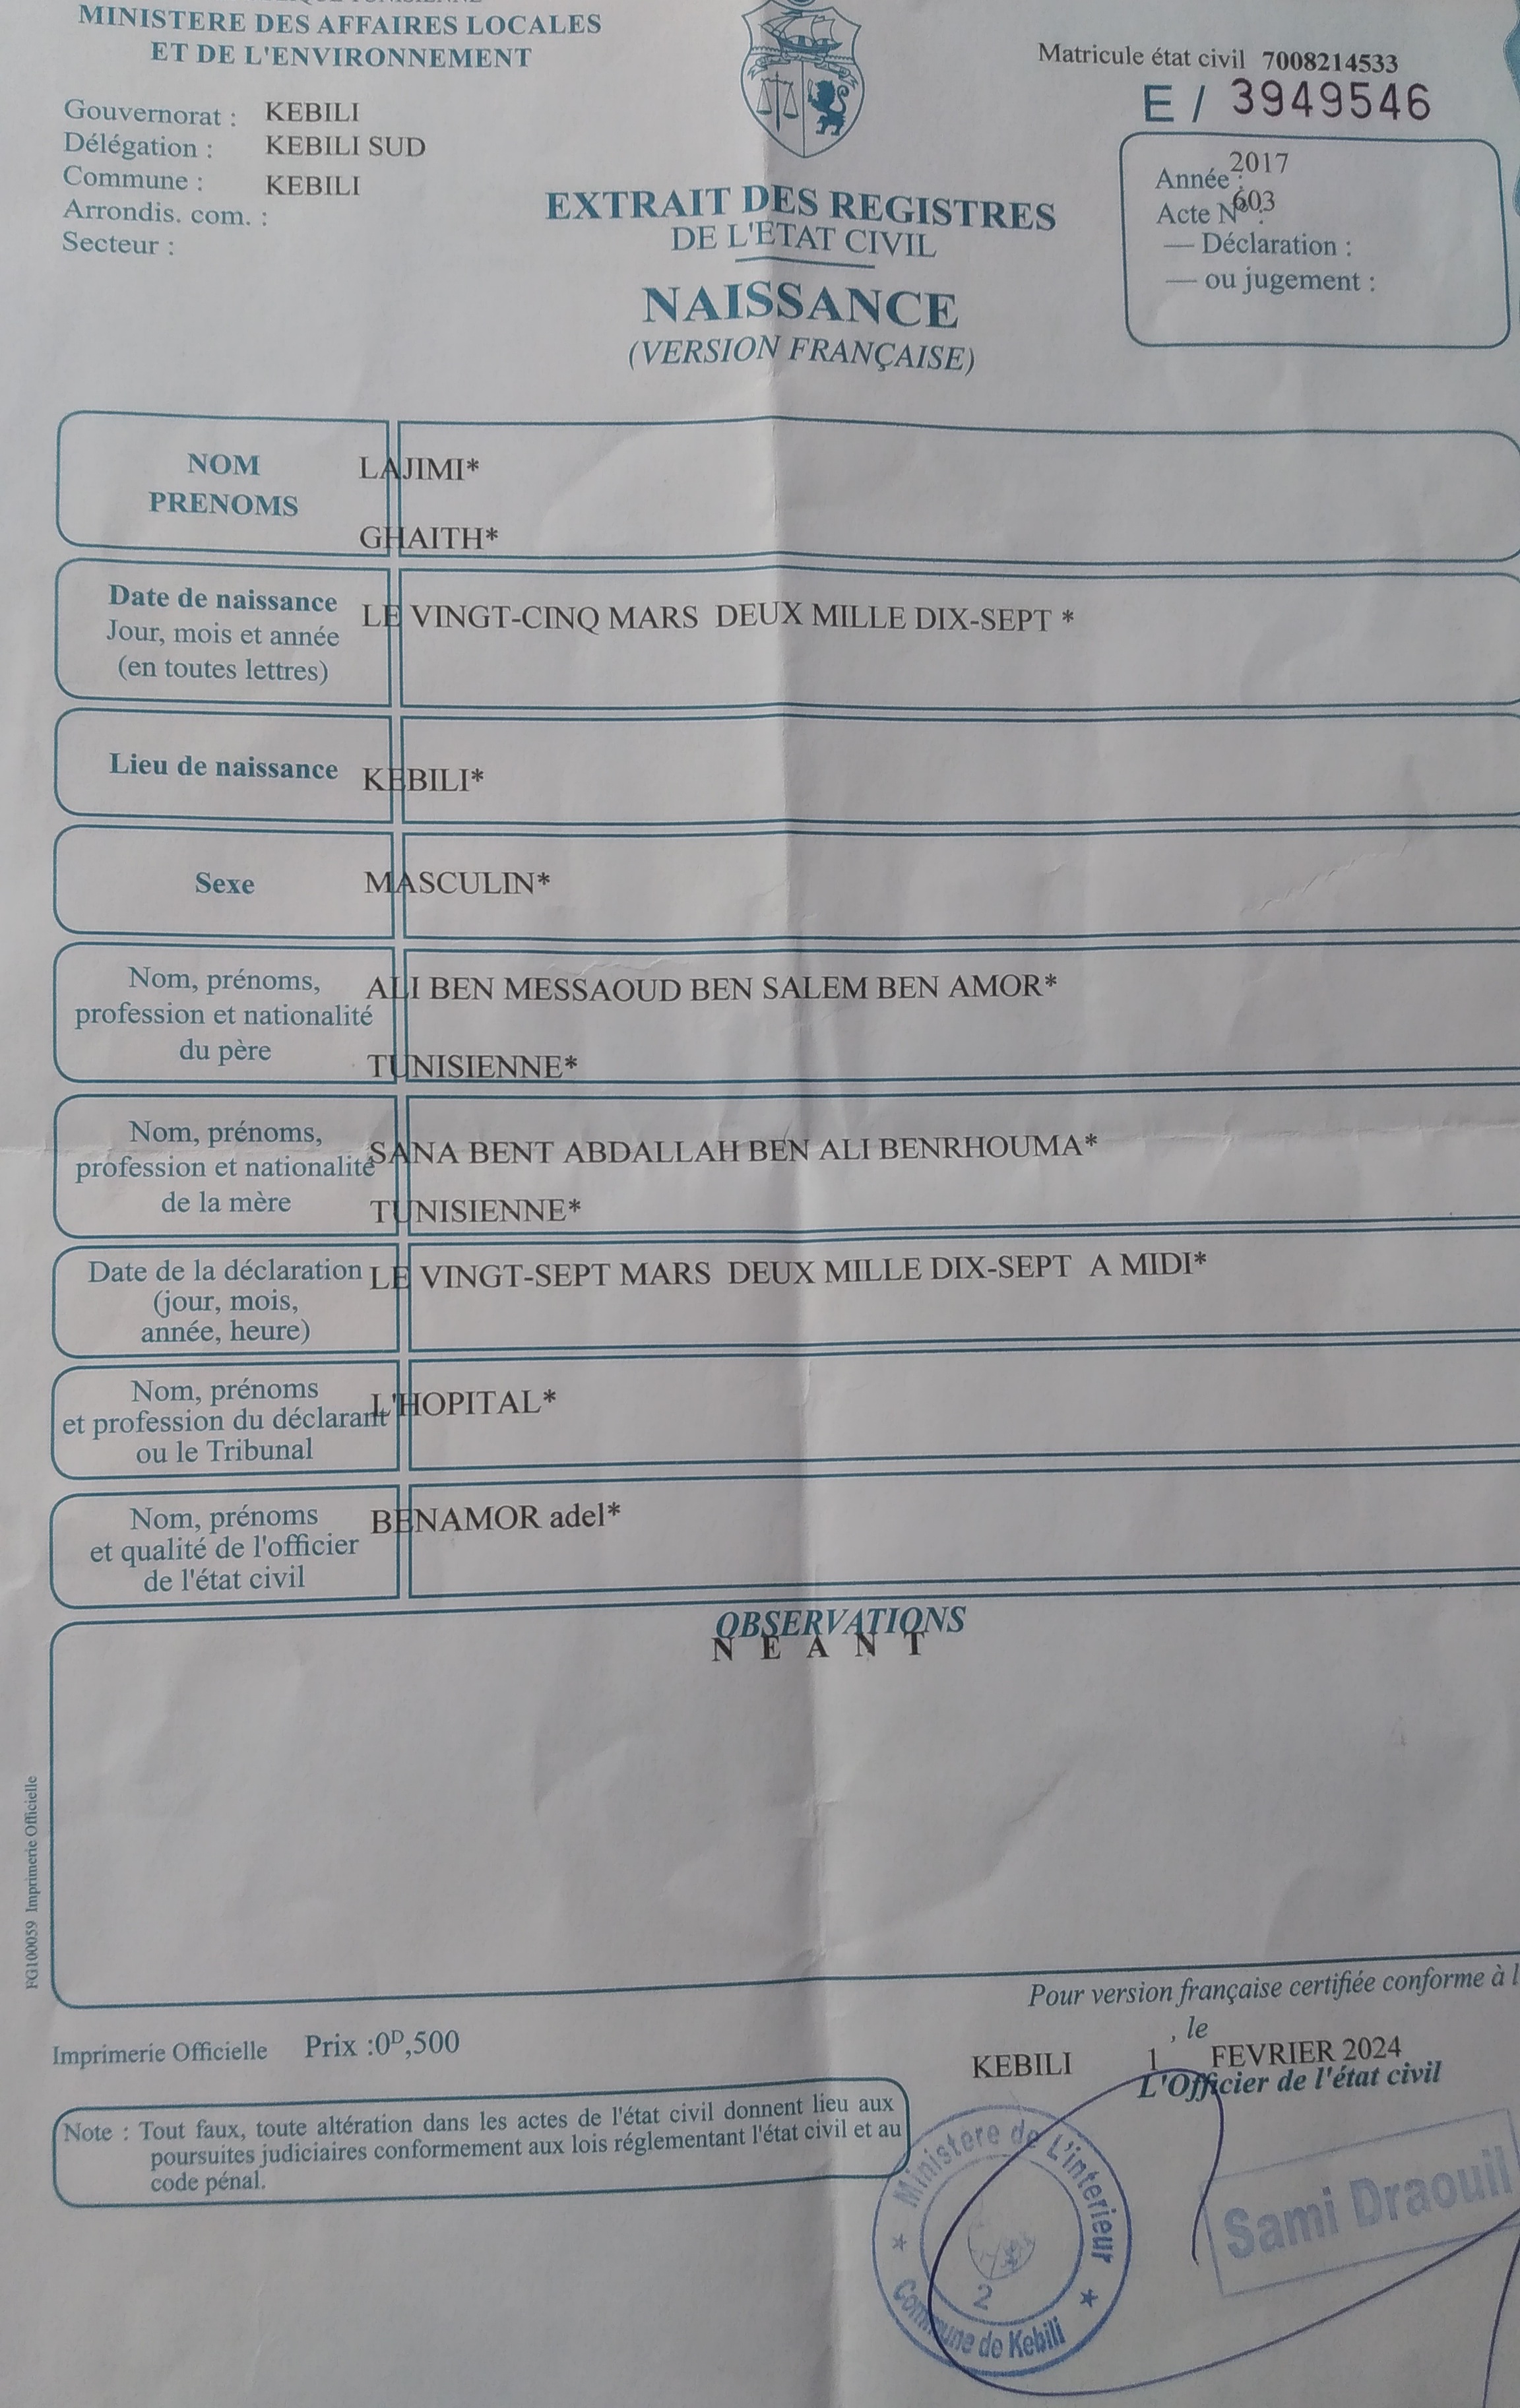 MINISTERE DES AFFAIRES LOCALES
ET DE L'ENVIRONNEMENT
Gouvernorat : KEBILI
Délégation : KEBILI SUD
Commune : KEBILI
Arrondis. com. :
Secteur :
Matricule état civil 7008214533
E / 3949546
Année : 2017
Acte N° : 603
— Déclaration :
— ou jugement :
EXTRAIT DES REGISTRES
DE L'ETAT CIVIL
NAISSANCE
(VERSION FRANÇAISE)
NOM LAJIMI*
PRENOMS GHAITH*
Date de naissance
Jour, mois et année
(en toutes lettres)
LE VINGT-CINQ MARS DEUX MILLE DIX-SEPT *
Lieu de naissance KEBILI*
Sexe MASCULIN*
Nom, prénoms,
profession et nationalité
du père
ALI BEN MESSAOUD BEN SALEM BEN AMOR*
TUNISIENNE*
Nom, prénoms,
profession et nationalité
de la mère
SANA BENT ABDALLAH BEN ALI BENRHOUMA*
TUNISIENNE*
Date de la déclaration
(jour, mois,
année, heure)
LE VINGT-SEPT MARS DEUX MILLE DIX-SEPT A MIDI*
Nom, prénoms
et profession du déclarant
ou le Tribunal
L'HOPITAL*
Nom, prénoms
et qualité de l'officier
de l'état civil
BENAMOR adel*
OBSERVATIONS
N E A N T
FG100059 Imprimerie Officielle
Pour version française certifiée conforme à
Imprimerie Officielle Prix :0ᴰ,500
, le
KEBILI 1 FEVRIER 2024
L'Officier de l'état civil
Note : Tout faux, toute altération dans les actes de l'état civil donnent lieu aux
poursuites judiciaires conformement aux lois réglementant l'état civil et au
code pénal.
Ministere de L'interieur
2
Commune de Kebili
Sami Draouil